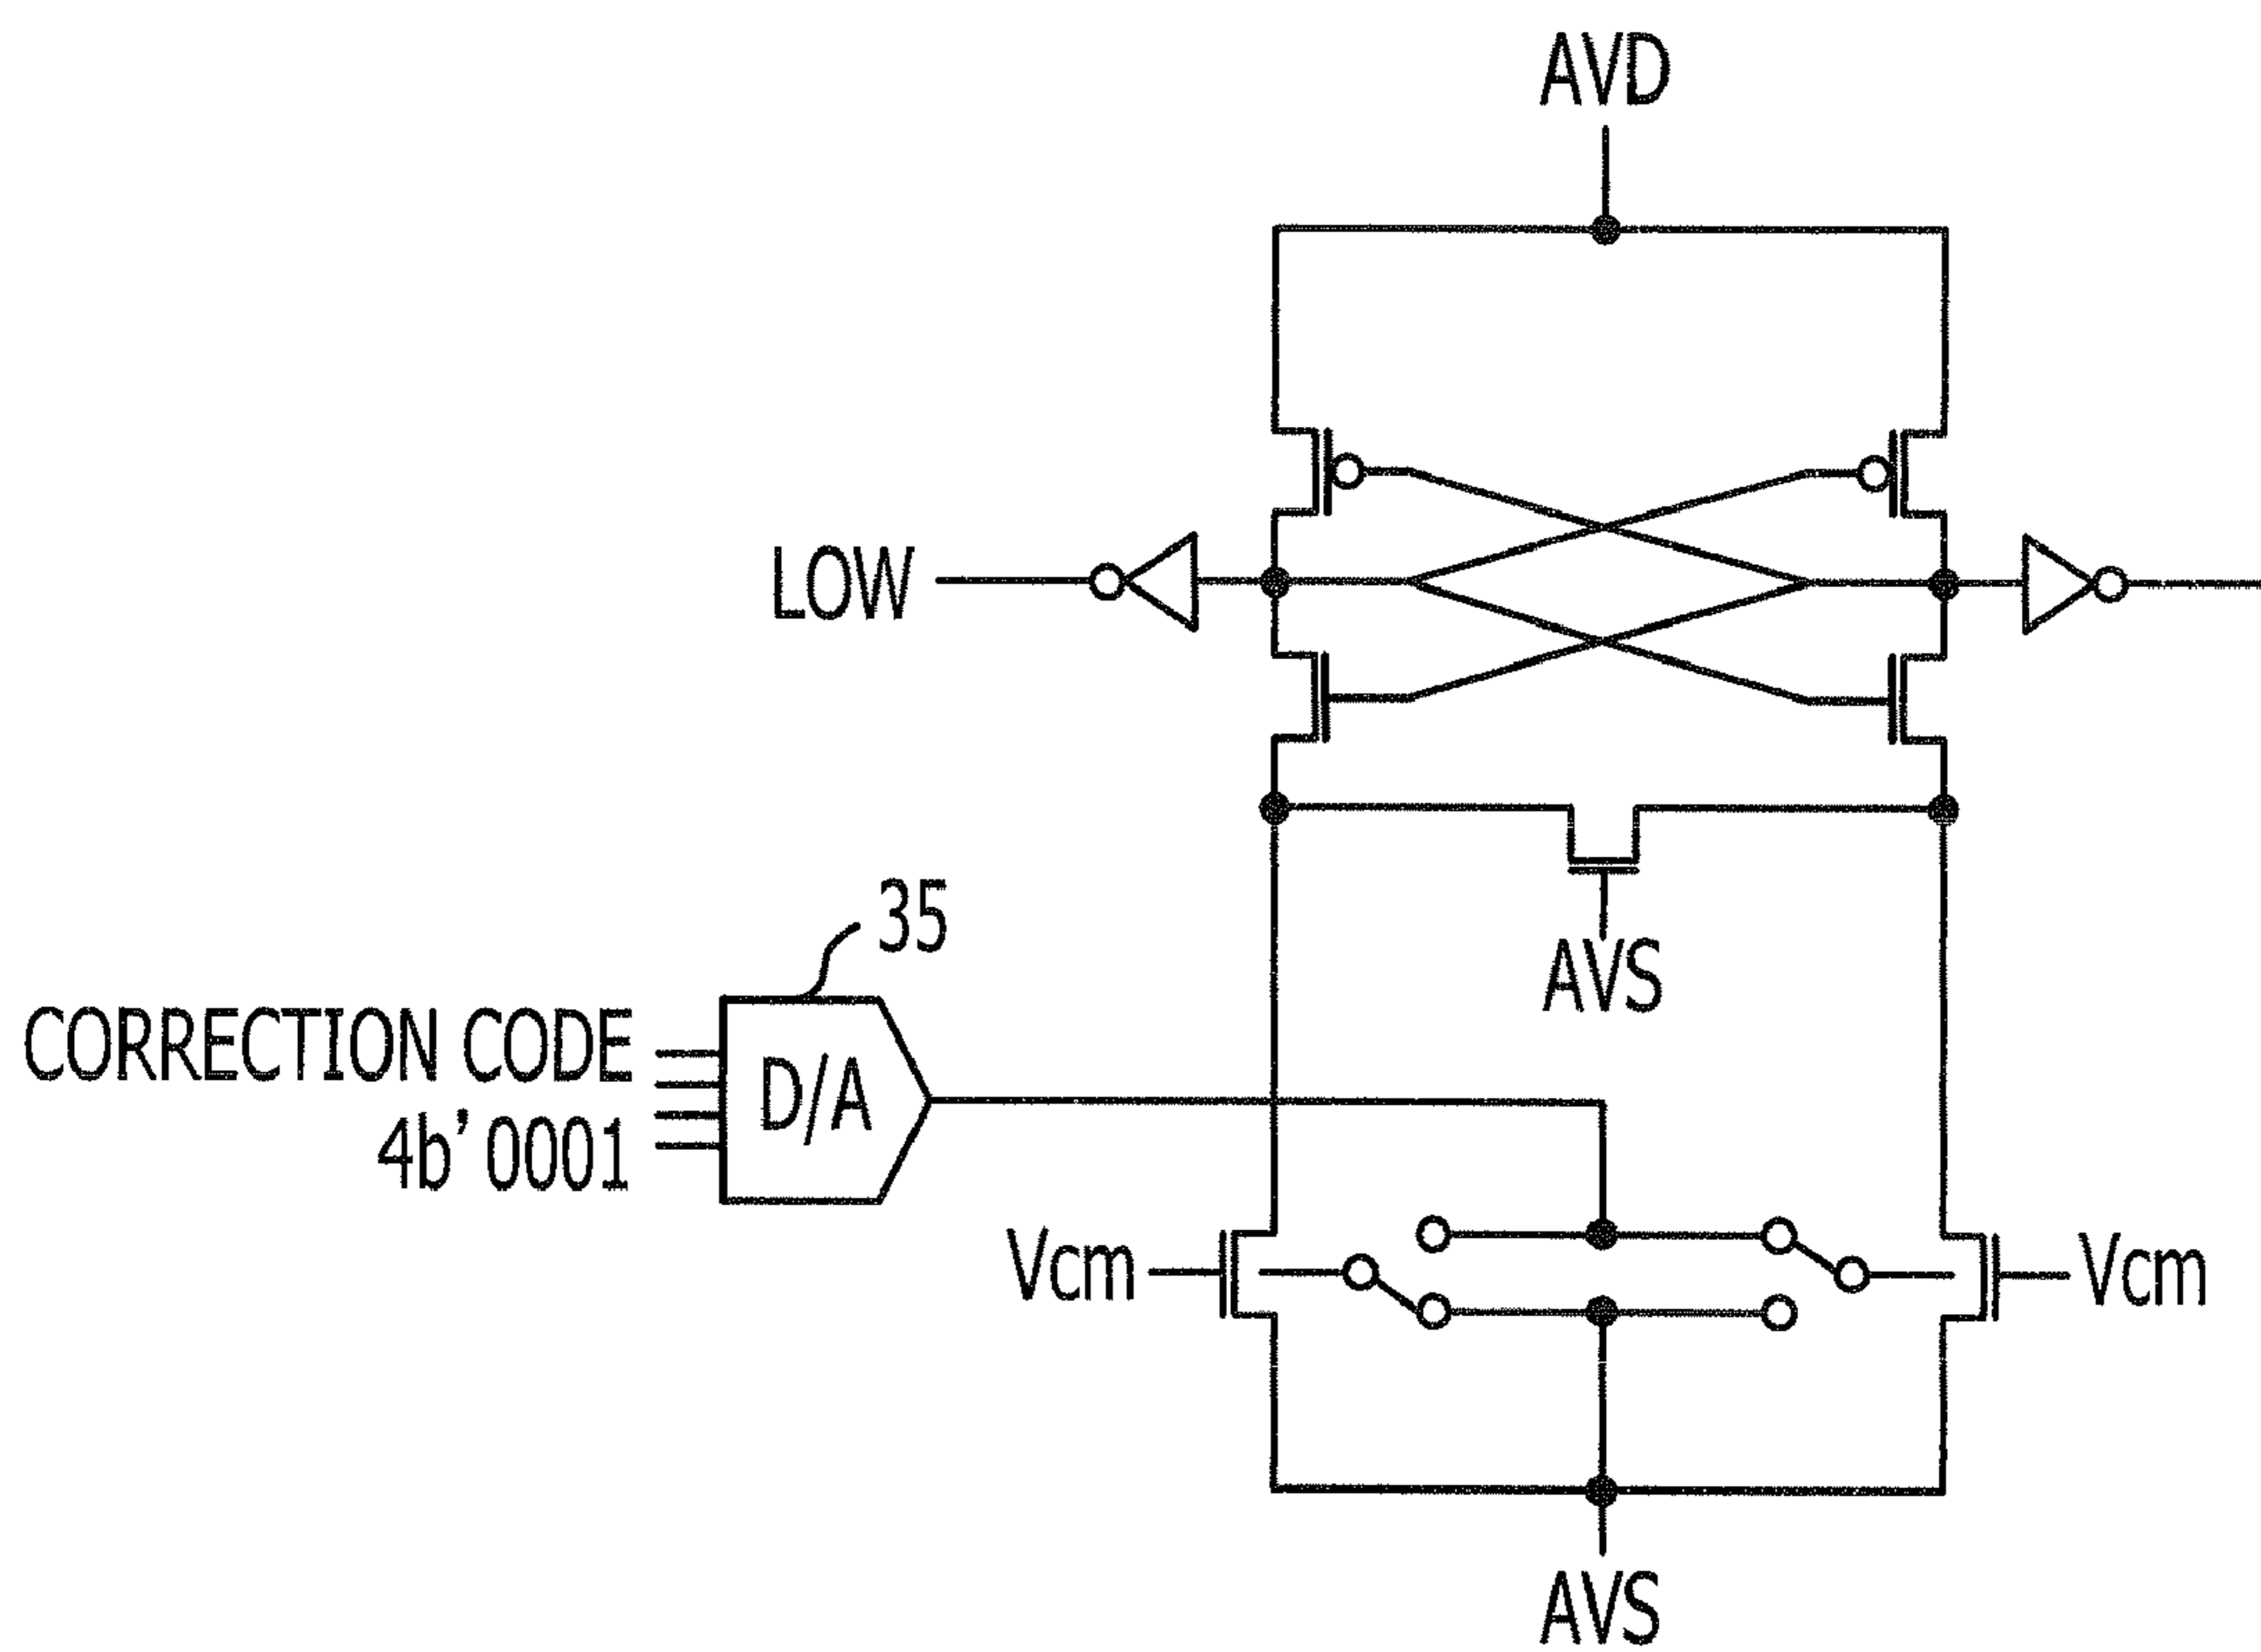 AVD
LOW
AVS
35
CORRECTION CODE
4b' 0001
D/A
Vcm
Vcm
AVS